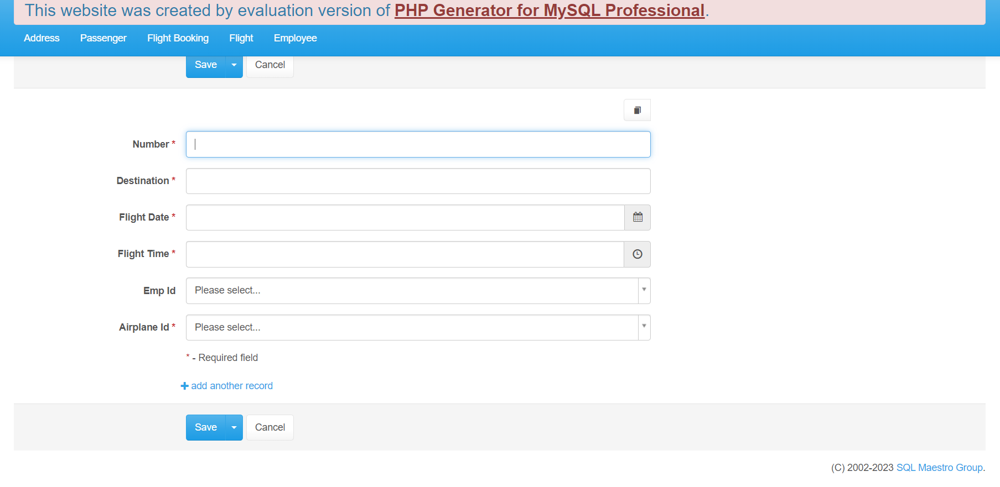 This website was created by evaluation version of PHP Generator for MySQL Professional.
Address Passenger Flight Booking Flight Employee
Save Cancel
Number *
Destination *
Flight Date *
Flight Time *
Emp Id Please select...
Airplane Id * Please select...
* - Required field
+ add another record
Save Cancel
(C) 2002-2023 SQL Maestro Group.